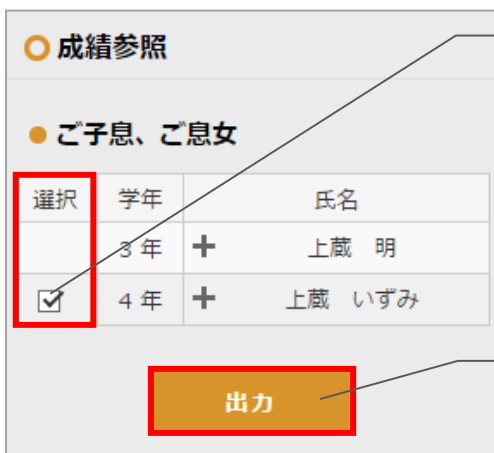 成績参照
ご子息、ご息女
選択 学年 氏名
3 年 上蔵 明
4 年 上蔵 いずみ
出力